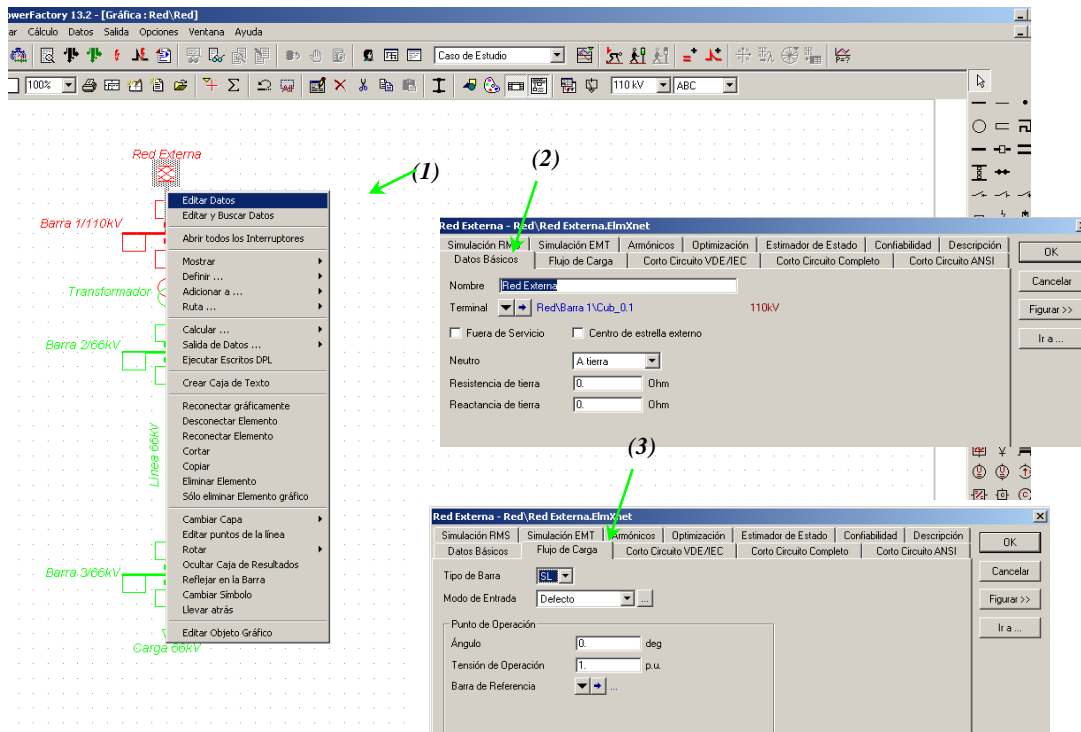 owerFactory 13.2 - [Gráfica : Red\Red]
ar Cálculo Datos Salida Opciones Ventana Ayuda
Caso de Estudio
100% 110 kV ABC
Red Externa
(1)
(2)
Barra 1/110kV
Transformador
Barra 2/66kV
Línea 66kV
Barra 3/66kV
Carga 66kV
Editar Datos
Editar y Buscar Datos
Abrir todos los Interruptores
Mostrar
Definir ...
Adicionar a ...
Ruta ...
Calcular ...
Salida de Datos ...
Ejecutar Escritos DPL
Crear Caja de Texto
Reconectar gráficamente
Desconectar Elemento
Reconectar Elemento
Cortar
Copiar
Eliminar Elemento
Sólo eliminar Elemento gráfico
Cambiar Capa
Editar puntos de la línea
Rotar
Ocultar Caja de Resultados
Reflejar en la Barra
Cambiar Símbolo
Llevar atrás
Editar Objeto Gráfico
Red Externa - Red\Red Externa.ElmXnet
Simulación RMS Simulación EMT Armónicos Optimización Estimador de Estado Confiabilidad Descripción
Datos Básicos Flujo de Carga Corto Circuito VDE/IEC Corto Circuito Completo Corto Circuito ANSI
OK
Cancelar
Figurar >>
Ir a ...
Nombre Red Externa
Terminal Red\Barra 1\Cub_0.1 110kV
Fuera de Servicio Centro de estrella externo
Neutro A tierra
Resistencia de tierra 0. Ohm
Reactancia de tierra 0. Ohm
(3)
Red Externa - Red\Red Externa.ElmXnet
Simulación RMS Simulación EMT Armónicos Optimización Estimador de Estado Confiabilidad Descripción
Datos Básicos Flujo de Carga Corto Circuito VDE/IEC Corto Circuito Completo Corto Circuito ANSI
OK
Cancelar
Figurar >>
Ir a ...
Tipo de Barra SL
Modo de Entrada Defecto ...
Punto de Operación
Ángulo 0. deg
Tensión de Operación 1. p.u.
Barra de Referencia ...